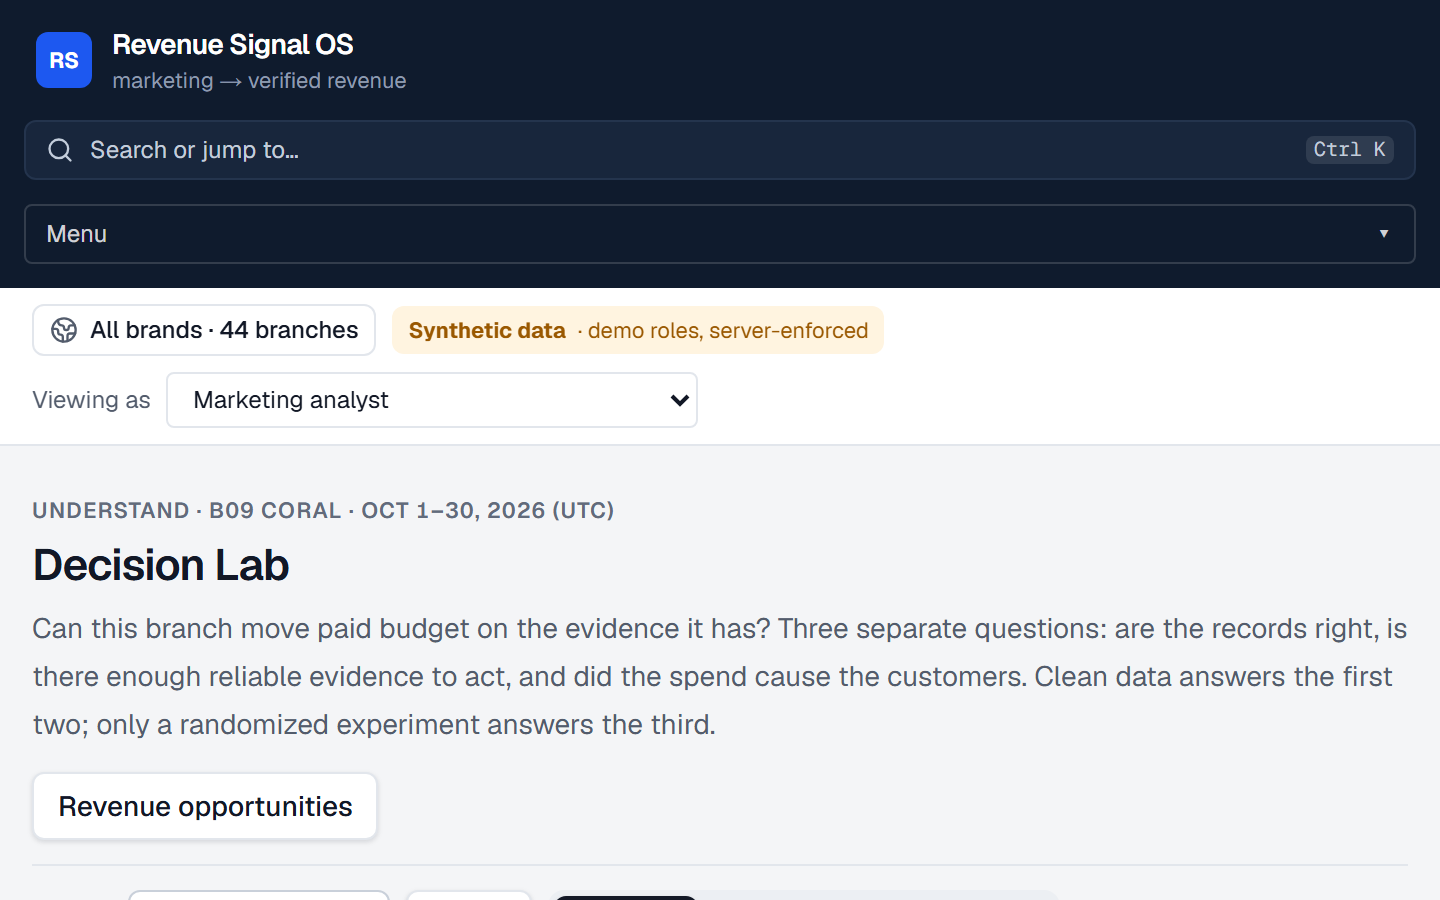 RS
Revenue Signal OS
marketing → verified revenue
Search or jump to...
Ctrl K
Menu
All brands · 44 branches
Synthetic data · demo roles, server-enforced
Viewing as
Marketing analyst
UNDERSTAND · B09 CORAL · OCT 1–30, 2026 (UTC)
Decision Lab
Can this branch move paid budget on the evidence it has? Three separate questions: are the records right, is
there enough reliable evidence to act, and did the spend cause the customers. Clean data answers the first
two; only a randomized experiment answers the third.
Revenue opportunities